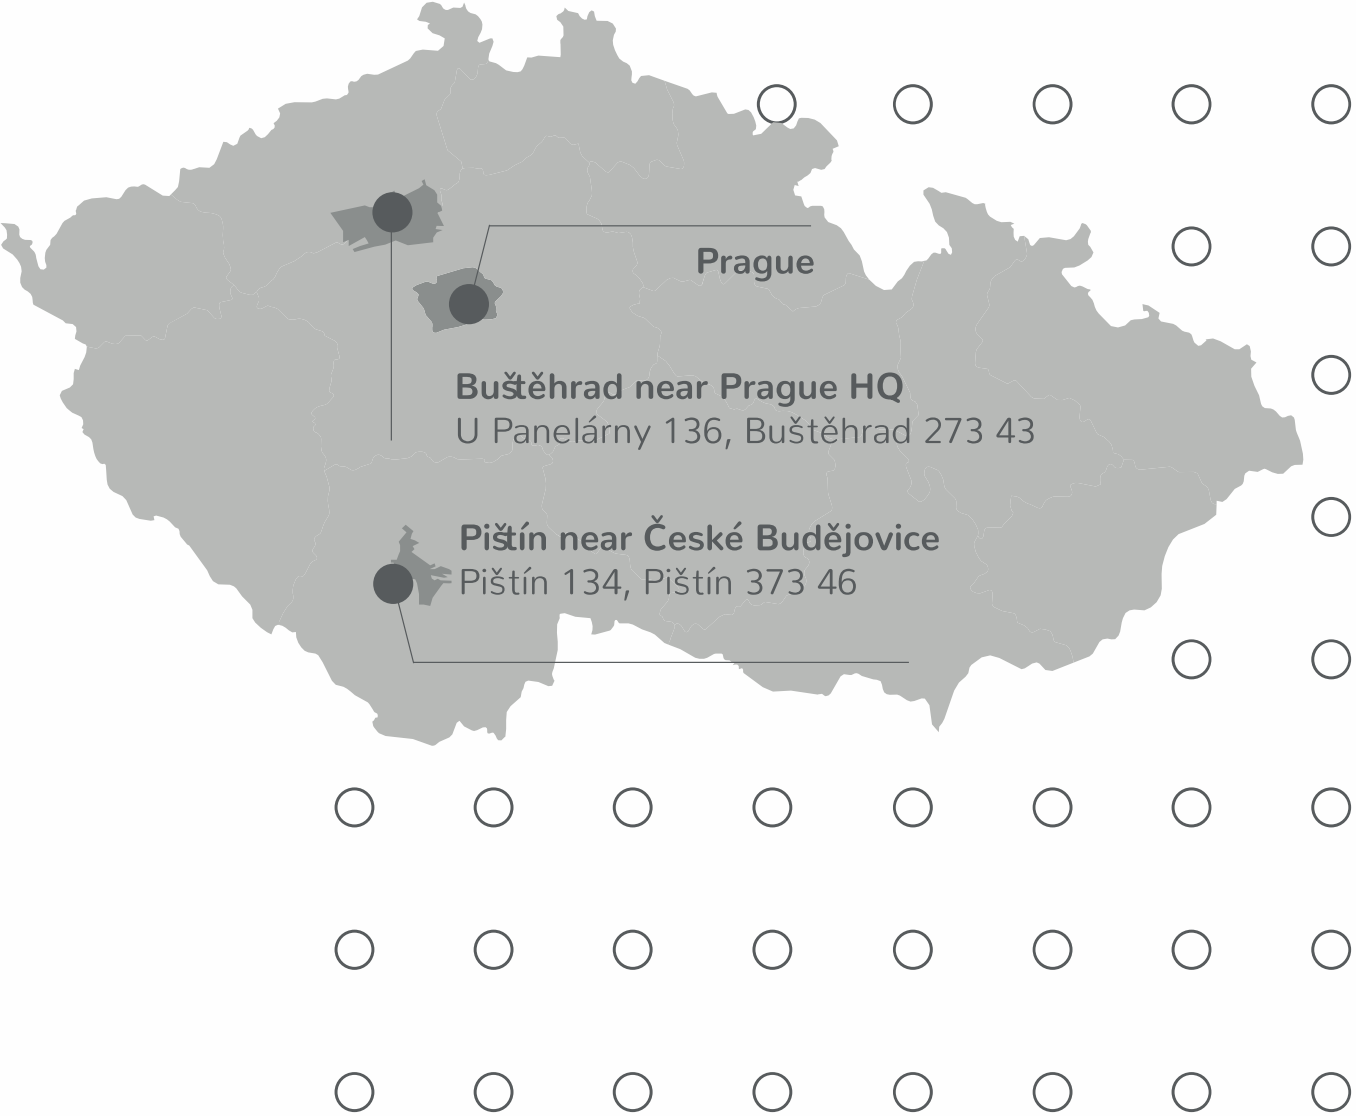 Prague
Buštěhrad near Prague HQ
U Panelárny 136, Buštěhrad 273 43
Pištín near České Budějovice
Pištín 134, Pištín 373 46